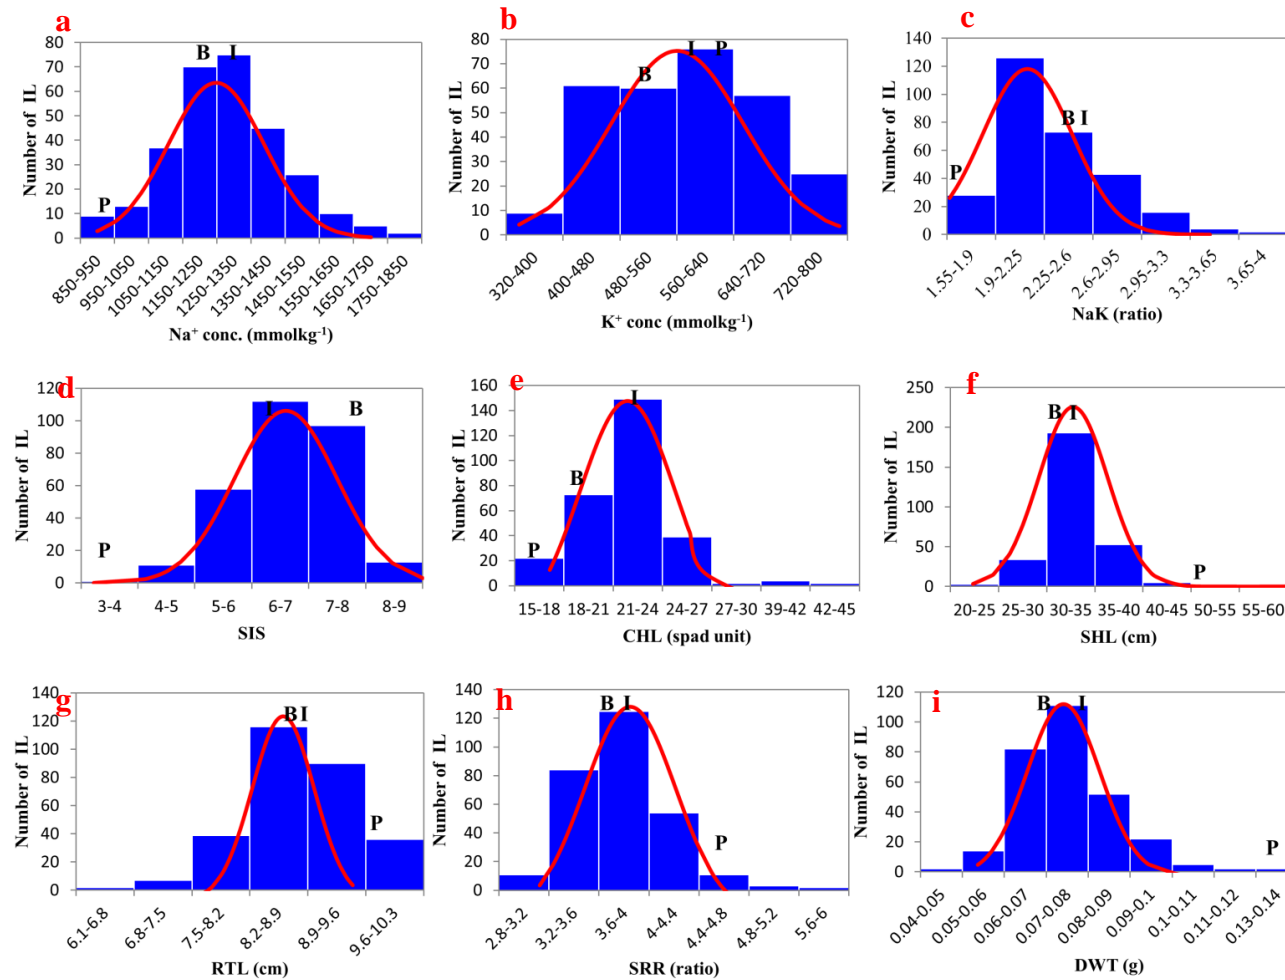 a
80
70
60
50
40
30
20
10
0
Number of IL
P
B
I
850-950
950-1050
1050-1150
1150-1250
1250-1350
1350-1450
1450-1550
1550-1650
1650-1750
1750-1850
Na⁺ conc. (mmolkg⁻¹)
b
80
70
60
50
40
30
20
10
0
Number of IL
B
I
P
320-400
400-480
480-560
560-640
640-720
720-800
K⁺ conc (mmolkg⁻¹)
c
140
120
100
80
60
40
20
0
Number of IL
P
B I
1.55-1.9
1.9-2.25
2.25-2.6
2.6-2.95
2.95-3.3
3.3-3.65
3.65-4
NaK (ratio)
d
120
100
80
60
40
20
0
Number of IL
P
I
B
3-4
4-5
5-6
6-7
7-8
8-9
SIS
e
160
140
120
100
80
60
40
20
0
Number of IL
P
B
I
15-18
18-21
21-24
24-27
27-30
39-42
42-45
CHL (spad unit)
f
250
200
150
100
50
0
Number of IL
B I
P
20-25
25-30
30-35
35-40
40-45
50-55
55-60
SHL (cm)
g
140
120
100
80
60
40
20
0
Number of IL
B I
P
6.1-6.8
6.8-7.5
7.5-8.2
8.2-8.9
8.9-9.6
9.6-10.3
RTL (cm)
h
140
120
100
80
60
40
20
0
Number of IL
B I
P
2.8-3.2
3.2-3.6
3.6-4
4-4.4
4.4-4.8
4.8-5.2
5.6-6
SRR (ratio)
i
120
100
80
60
40
20
0
Number of IL
B
I
P
0.04-0.05
0.05-0.06
0.06-0.07
0.07-0.08
0.08-0.09
0.09-0.1
0.10-0.11
0.11-0.12
0.13-0.14
DWT (g)